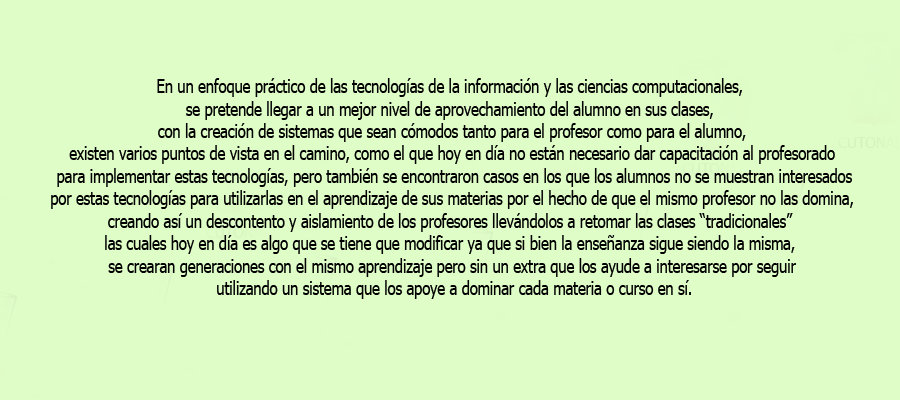 En un enfoque práctico de las tecnologías de la información y las ciencias computacionales,
se pretende llegar a un mejor nivel de aprovechamiento del alumno en sus clases,
con la creación de sistemas que sean cómodos tanto para el profesor como para el alumno,
existen varios puntos de vista en el camino, como el que hoy en día no están necesario dar capacitación al profesorado
para implementar estas tecnologías, pero también se encontraron casos en los que los alumnos no se muestran interesados
por estas tecnologías para utilizarlas en el aprendizaje de sus materias por el hecho de que el mismo profesor no las domina,
creando así un descontento y aislamiento de los profesores llevándolos a retomar las clases “tradicionales”
las cuales hoy en día es algo que se tiene que modificar ya que si bien la enseñanza sigue siendo la misma,
se crearan generaciones con el mismo aprendizaje pero sin un extra que los ayude a interesarse por seguir
utilizando un sistema que los apoye a dominar cada materia o curso en sí.